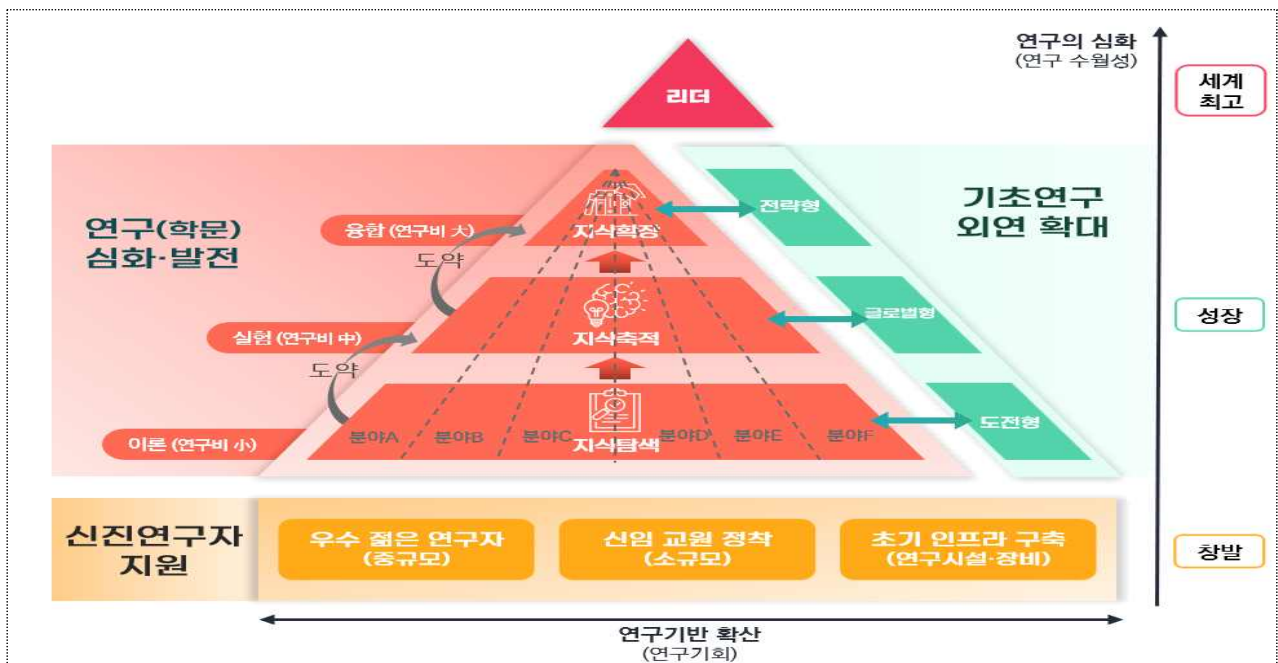 연구의 심화
(연구 수월성)
세계
최고
리더
연구(학문)
심화·발전
기초연구
외연 확대
융합 (연구비 大)
지식확장
전략형
도약
성장
실험 (연구비 中)
지식축적
글로벌형
도약
이론 (연구비 小)
분야A
분야B
분야C
분야D
분야E
분야F
지식탐색
도전형
신진연구자
지원
우수 젊은 연구자
(중규모)
신임 교원 정착
(소규모)
초기 인프라 구축
(연구시설·장비)
창발
연구기반 확산
(연구기회)